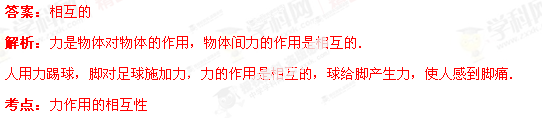 答案：相互的
解析：力是物体对物体的作用，物体间力的作用是相互的．
人用力踢球，脚对足球施加力，力的作用是相互的，球给脚产生力，使人感到脚痛．
考点：力作用的相互性